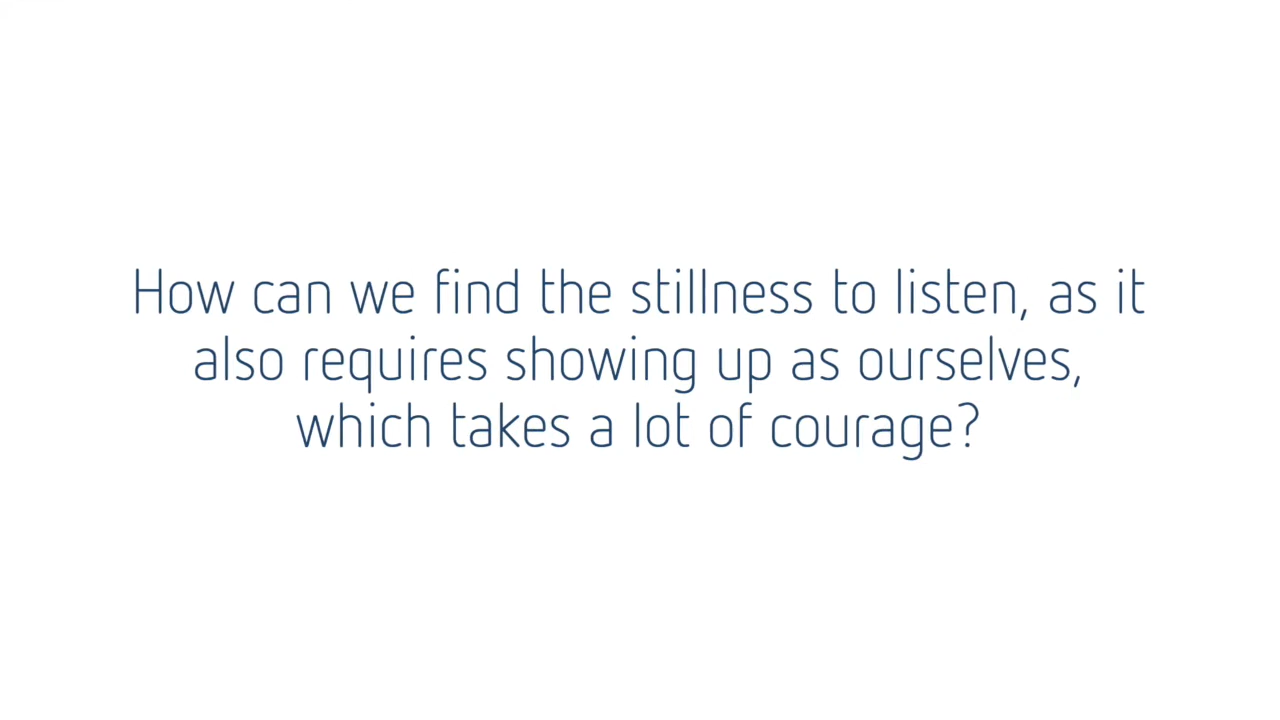 How can we find the stillness to listen, as it
also requires showing up as ourselves,
which takes a lot of courage?